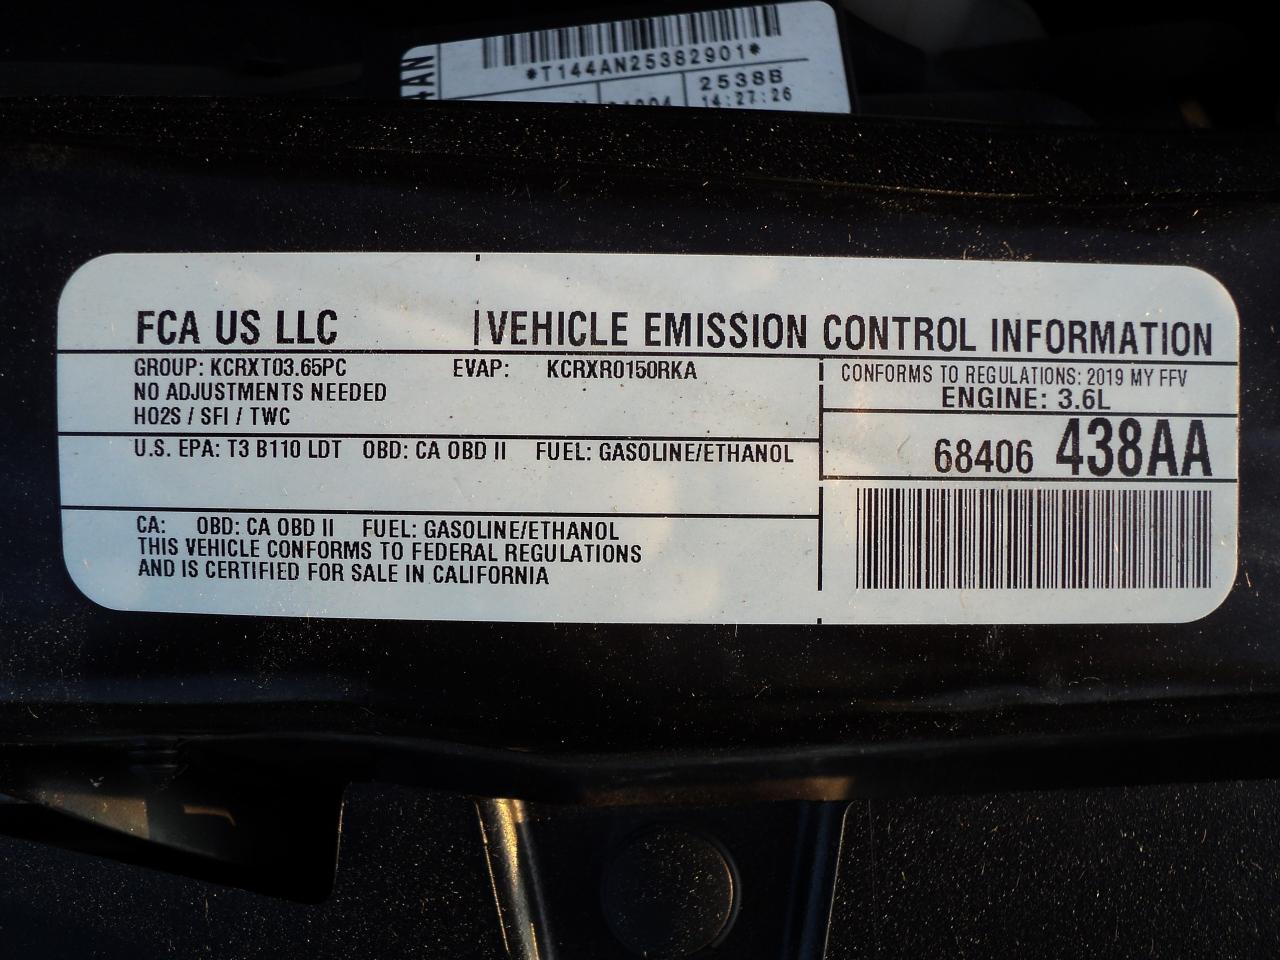 4AN
*T144AN25382901*
2538B
14:27:26
FCA US LLC VEHICLE EMISSION CONTROL INFORMATION
GROUP: KCRXT03.65PC EVAP: KCRXR0150RKA
NO ADJUSTMENTS NEEDED
HO2S / SFI / TWC
CONFORMS TO REGULATIONS: 2019 MY FFV
ENGINE: 3.6L
68406 438AA
U.S. EPA: T3 B110 LDT OBD: CA OBD II FUEL: GASOLINE/ETHANOL
CA: OBD: CA OBD II FUEL: GASOLINE/ETHANOL
THIS VEHICLE CONFORMS TO FEDERAL REGULATIONS
AND IS CERTIFIED FOR SALE IN CALIFORNIA